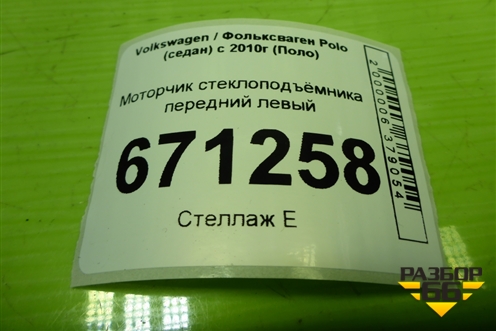 Volkswagen / Фольксваген Polo
(седан) с 2010г (Поло)
Моторчик стеклоподъёмника
передний левый
671258
Стеллаж Е
2000006379054
РАЗБОР
66